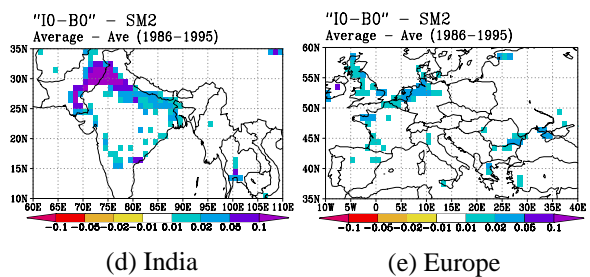 "I0-B0" - SM2
Average - Ave (1986-1995)
35N
30N
25N
20N
15N
10N
60E 65E 70E 75E 80E 85E 90E 95E 100E 105E 110E
-0.1 -0.05 -0.02 -0.01 0.01 0.02 0.05 0.1
(d) India
"I0-B0" - SM2
Average - Ave (1986-1995)
60N
55N
50N
45N
40N
35N
10W 5W 0 5E 10E 15E 20E 25E 30E 35E 40E
-0.1 -0.05 -0.02 -0.01 0.01 0.02 0.05 0.1
(e) Europe